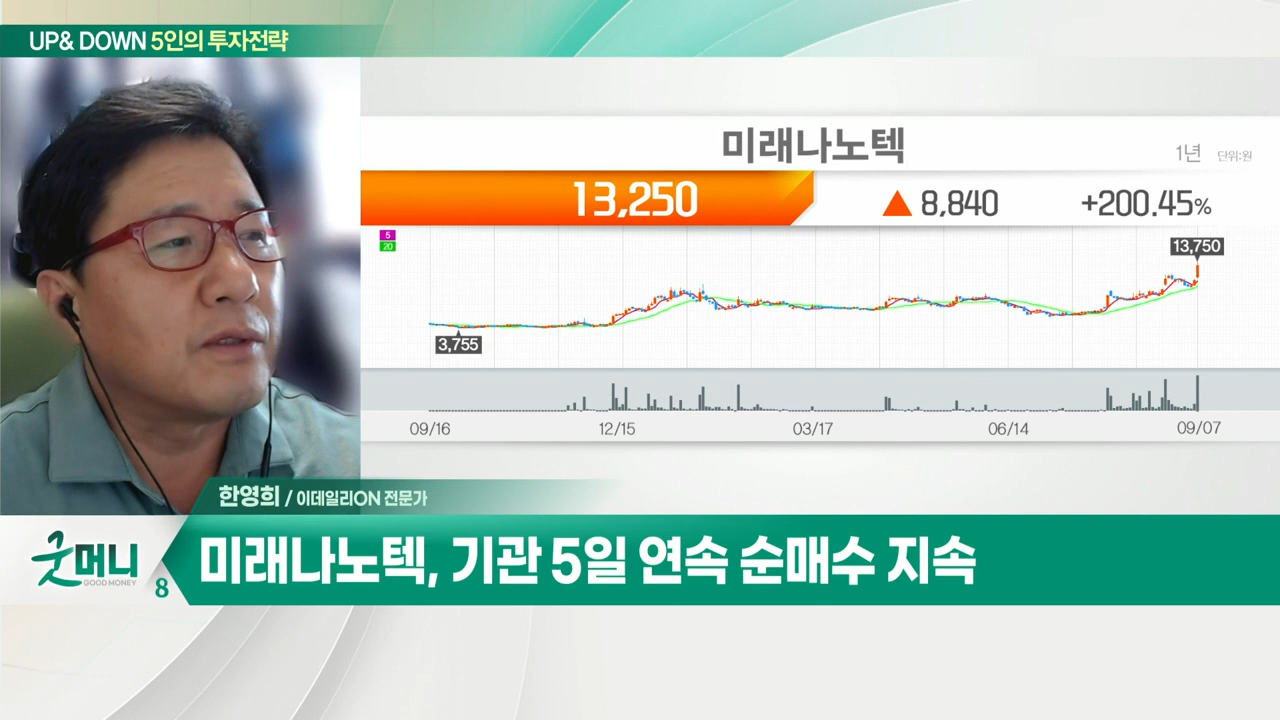 UP& DOWN 5인의 투자전략
미래나노텍
1년 단위:원
13,250 ▲ 8,840 +200.45%
5
20
13,750
3,755
09/16 12/15 03/17 06/14 09/07
한영희 / 이데일리ON 전문가
굿머니
GOOD MONEY
8
미래나노텍, 기관 5일 연속 순매수 지속